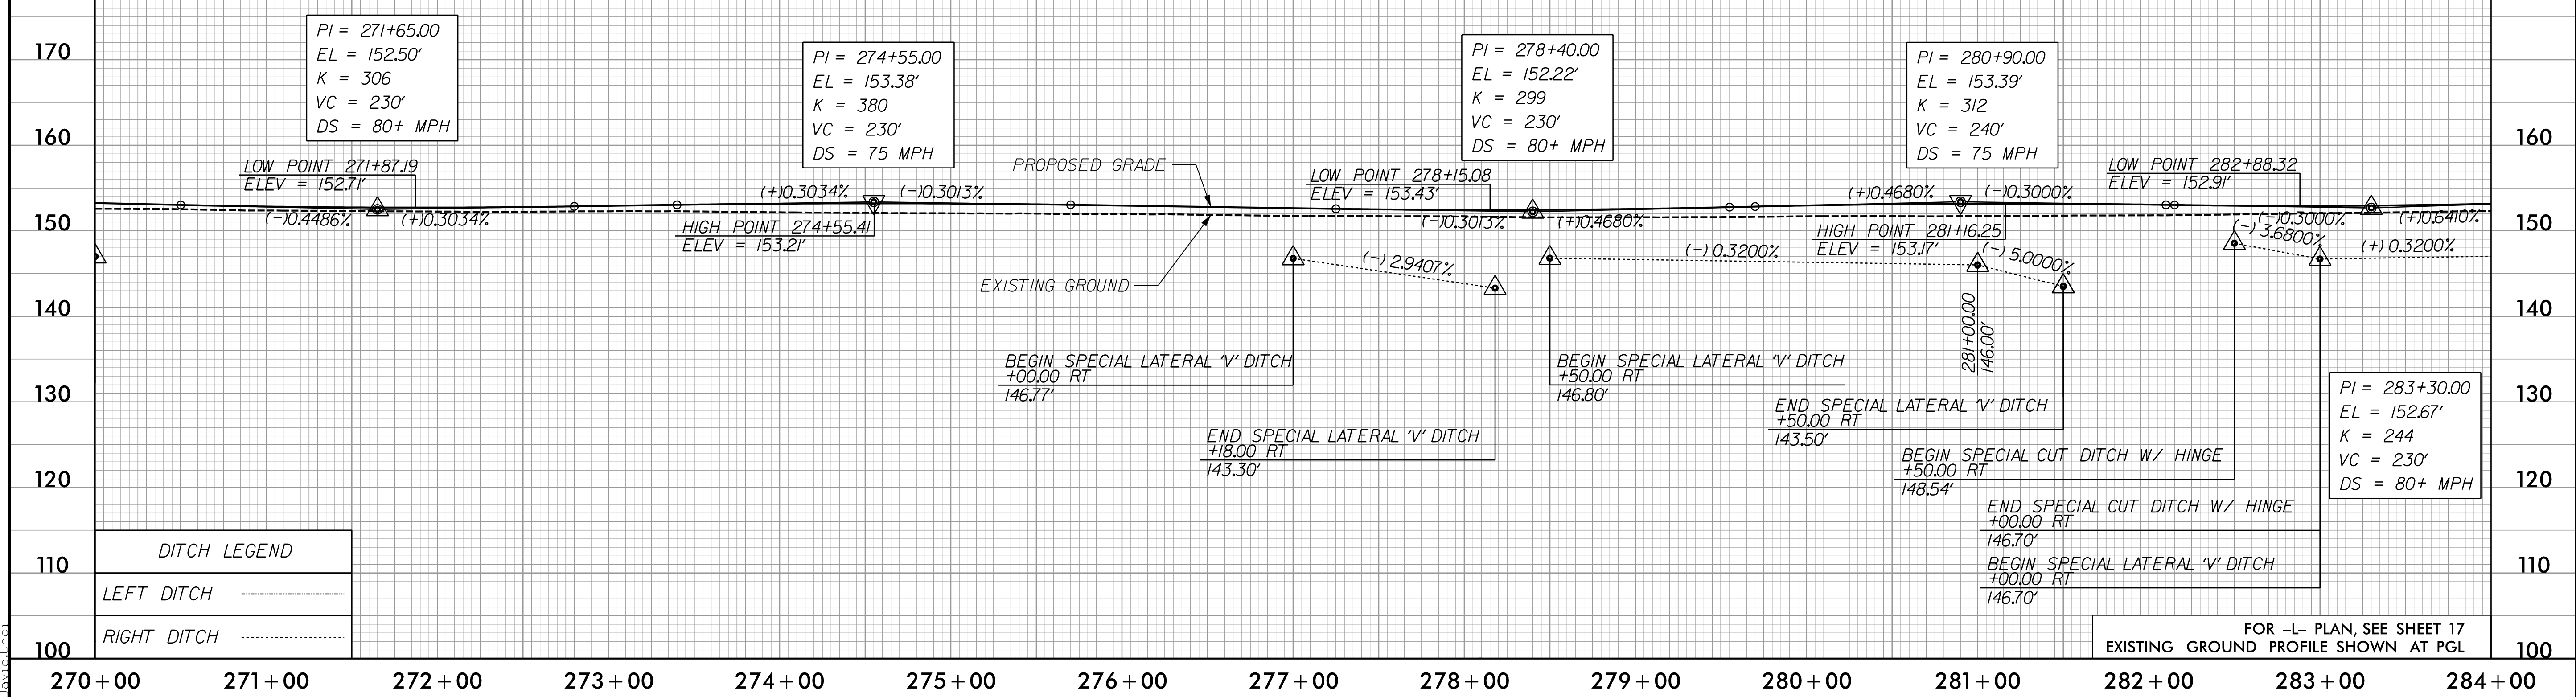 PI = 271+65.00
EL = 152.50'
K = 306
VC = 230'
DS = 80+ MPH
PI = 274+55.00
EL = 153.38'
K = 380
VC = 230'
DS = 75 MPH
PI = 278+40.00
EL = 152.22'
K = 299
VC = 230'
DS = 80+ MPH
PI = 280+90.00
EL = 153.39'
K = 312
VC = 240'
DS = 75 MPH
170
170
160
160
LOW POINT 271+87.19
ELEV = 152.71'
PROPOSED GRADE
LOW POINT 278+15.08
ELEV = 153.43'
LOW POINT 282+88.32
ELEV = 152.91'
(+)0.3034%
(-)0.3013%
(+)0.4680%
(-)0.3000%
150
150
(-)0.4486%
(+)0.3034%
(-)0.3013%
(+)0.4680%
(-)0.3000%
(+)0.6410%
HIGH POINT 274+55.41
ELEV = 153.21'
HIGH POINT 281+16.25
ELEV = 153.17'
(-) 2.9407%
(-) 0.3200%
(-) 5.0000%
(-) 3.6800%
(+) 0.3200%
EXISTING GROUND
140
140
281+00.00
146.00'
BEGIN SPECIAL LATERAL 'V' DITCH
+00.00 RT
146.77'
BEGIN SPECIAL LATERAL 'V' DITCH
+50.00 RT
146.80'
130
130
END SPECIAL LATERAL 'V' DITCH
+18.00 RT
143.30'
END SPECIAL LATERAL 'V' DITCH
+50.00 RT
143.50'
PI = 283+30.00
EL = 152.67'
K = 244
VC = 230'
DS = 80+ MPH
BEGIN SPECIAL CUT DITCH W/ HINGE
+50.00 RT
148.54'
120
120
END SPECIAL CUT DITCH W/ HINGE
+00.00 RT
146.70'
BEGIN SPECIAL LATERAL 'V' DITCH
+00.00 RT
146.70'
110
110
DITCH LEGEND
LEFT DITCH
RIGHT DITCH
FOR –L– PLAN, SEE SHEET 17
EXISTING GROUND PROFILE SHOWN AT PGL
100
100
270+00
271+00
272+00
273+00
274+00
275+00
276+00
277+00
278+00
279+00
280+00
281+00
282+00
283+00
284+00